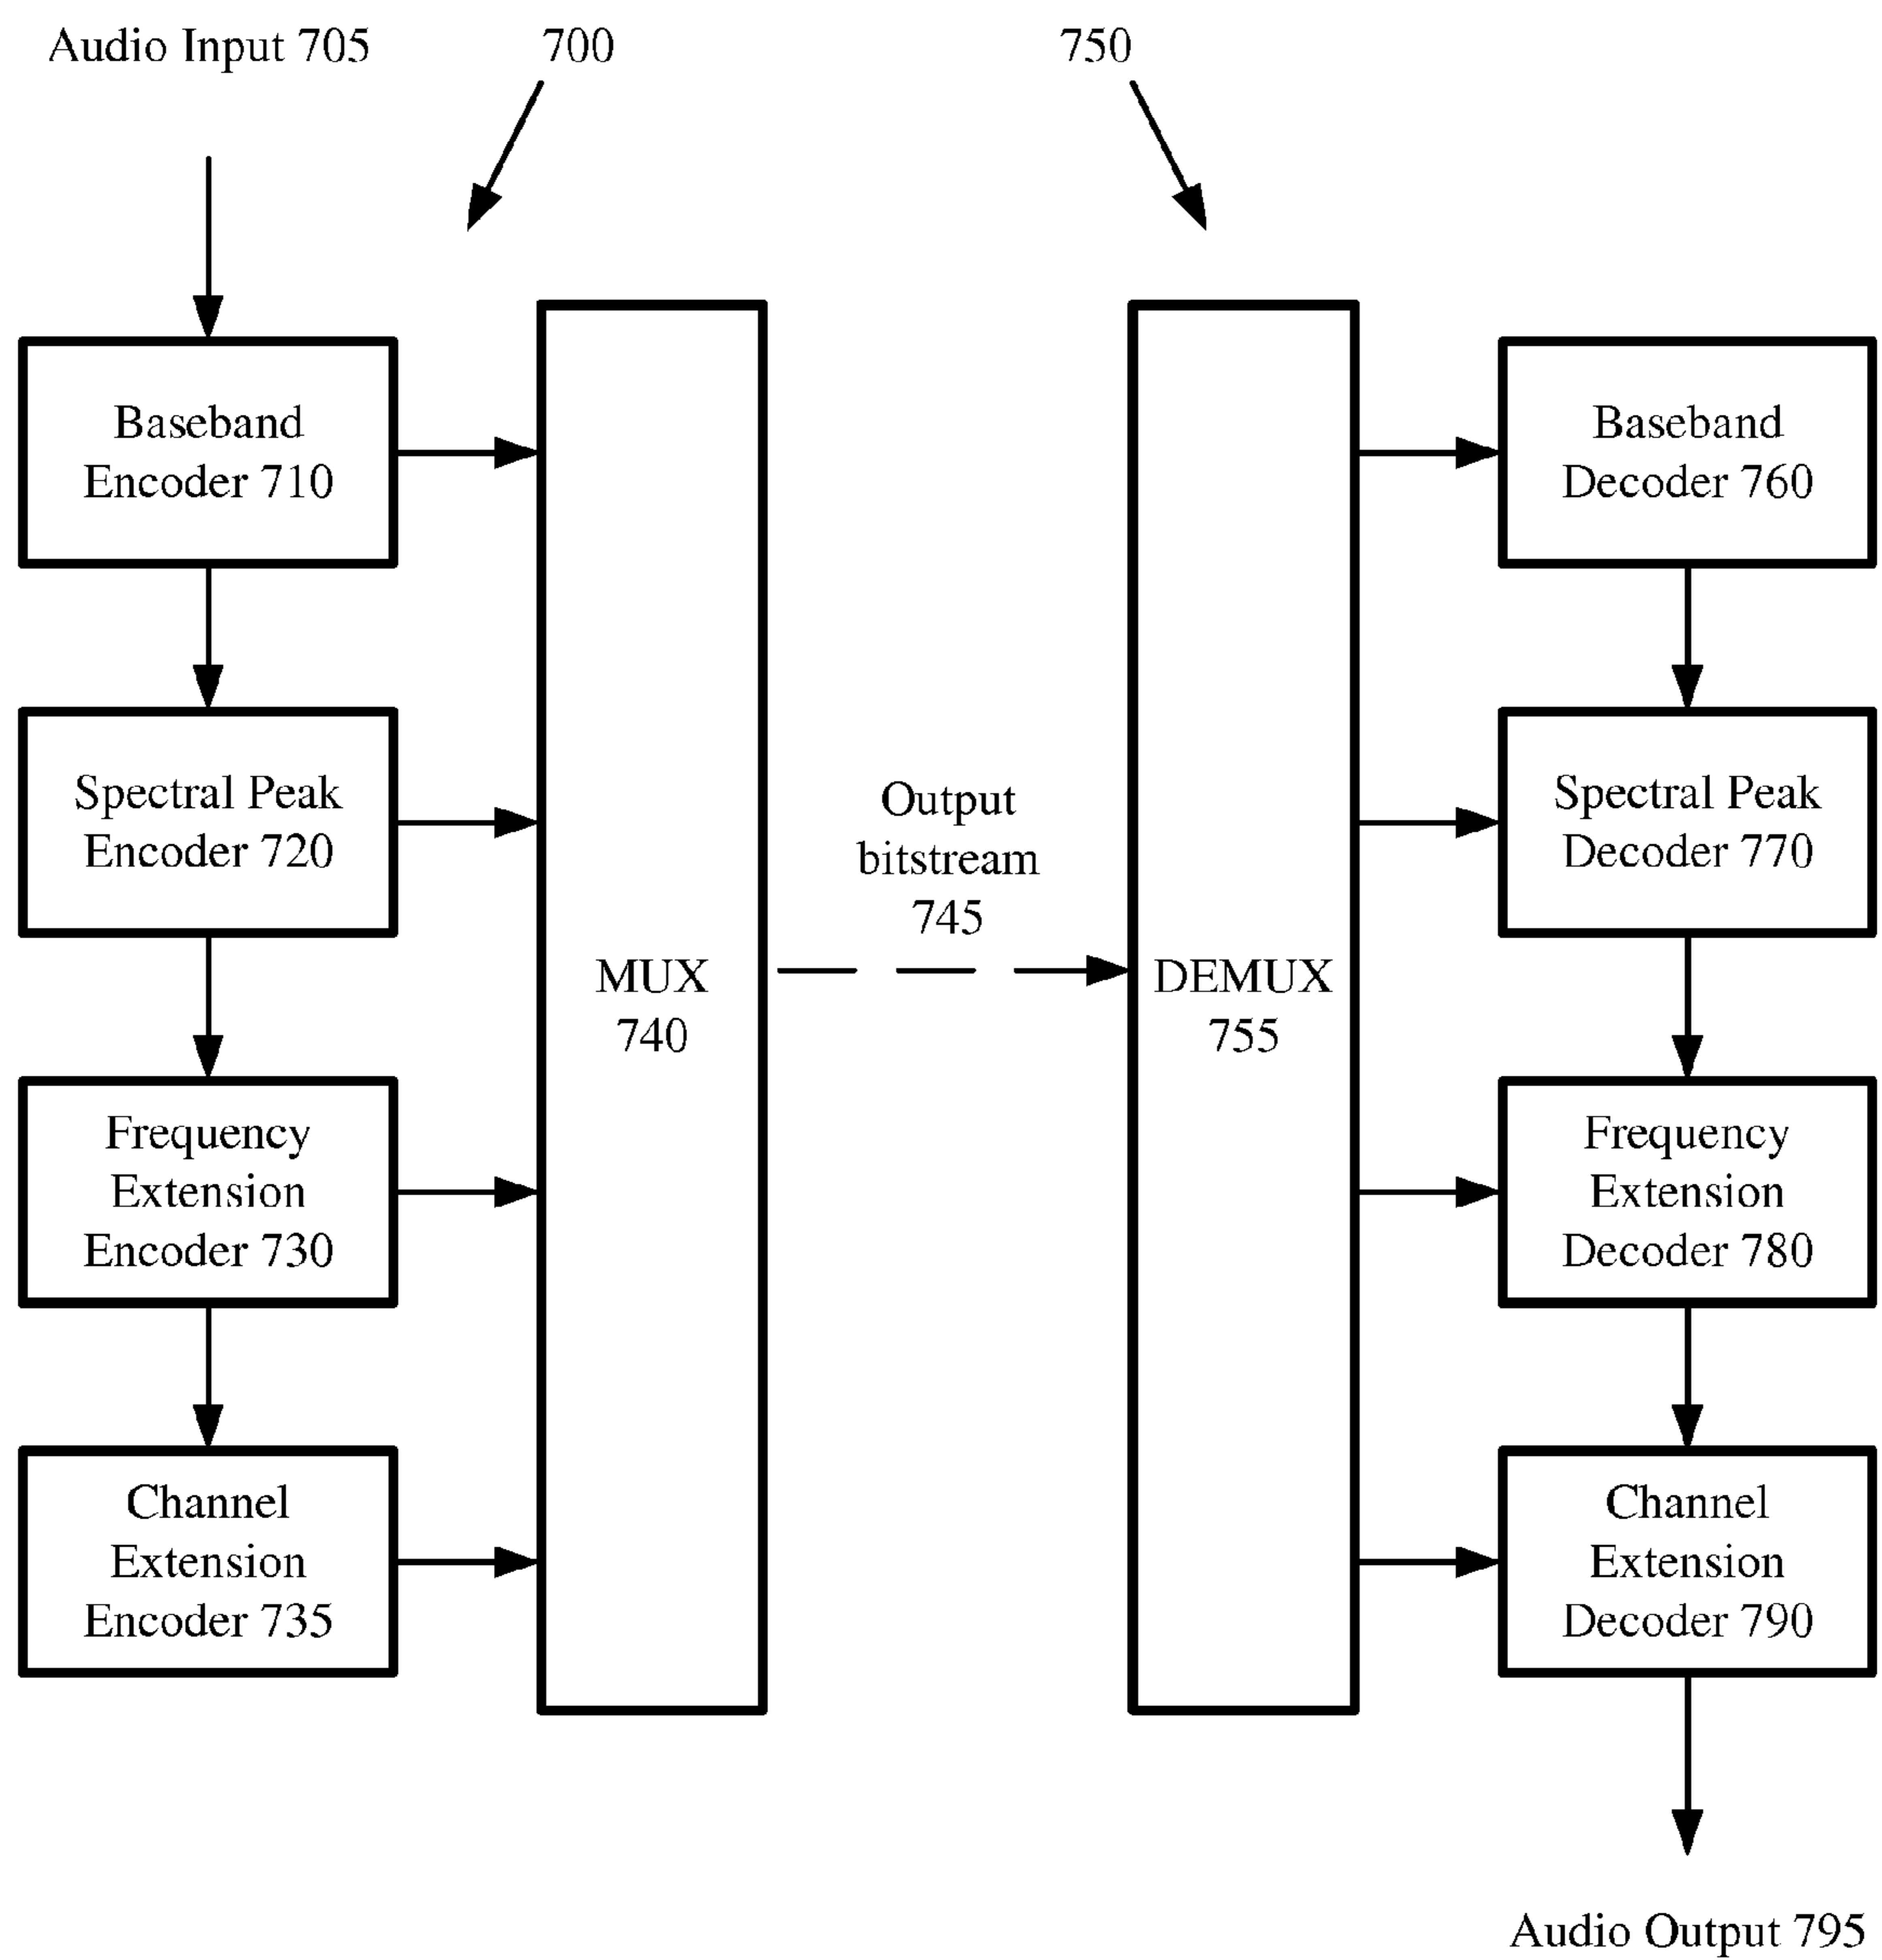 Audio Input 705
700
750
Baseband
Encoder 710
Spectral Peak
Encoder 720
Frequency
Extension
Encoder 730
Channel
Extension
Encoder 735
MUX
740
Output
bitstream
745
DEMUX
755
Baseband
Decoder 760
Spectral Peak
Decoder 770
Frequency
Extension
Decoder 780
Channel
Extension
Decoder 790
Audio Output 795